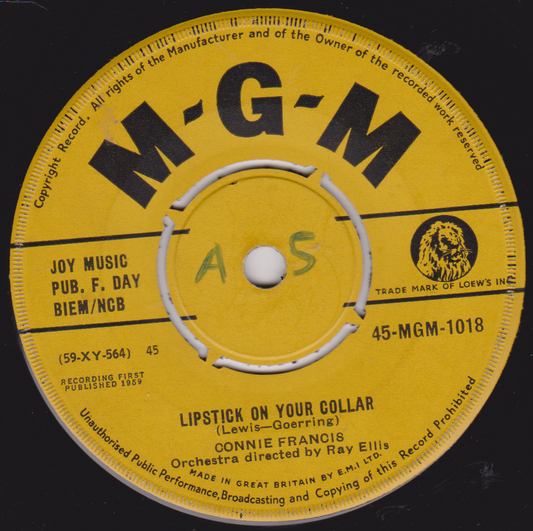 Copyright Record. All rights of the Manufacturer and of the Owner of the recorded work reserved
M-G-M
JOY MUSIC
PUB. F. DAY
BIEM/NCB
A S
TRADE MARK OF LOEW'S INC
(59-XY-564) 45
45-MGM-1018
RECORDING FIRST
PUBLISHED 1959
LIPSTICK ON YOUR COLLAR
(Lewis—Goerring)
CONNIE FRANCIS
Orchestra directed by Ray Ellis
MADE IN GREAT BRITAIN BY E.M.I LTD.
Unauthorised Public Performance, Broadcasting and Copying of this Record Prohibited